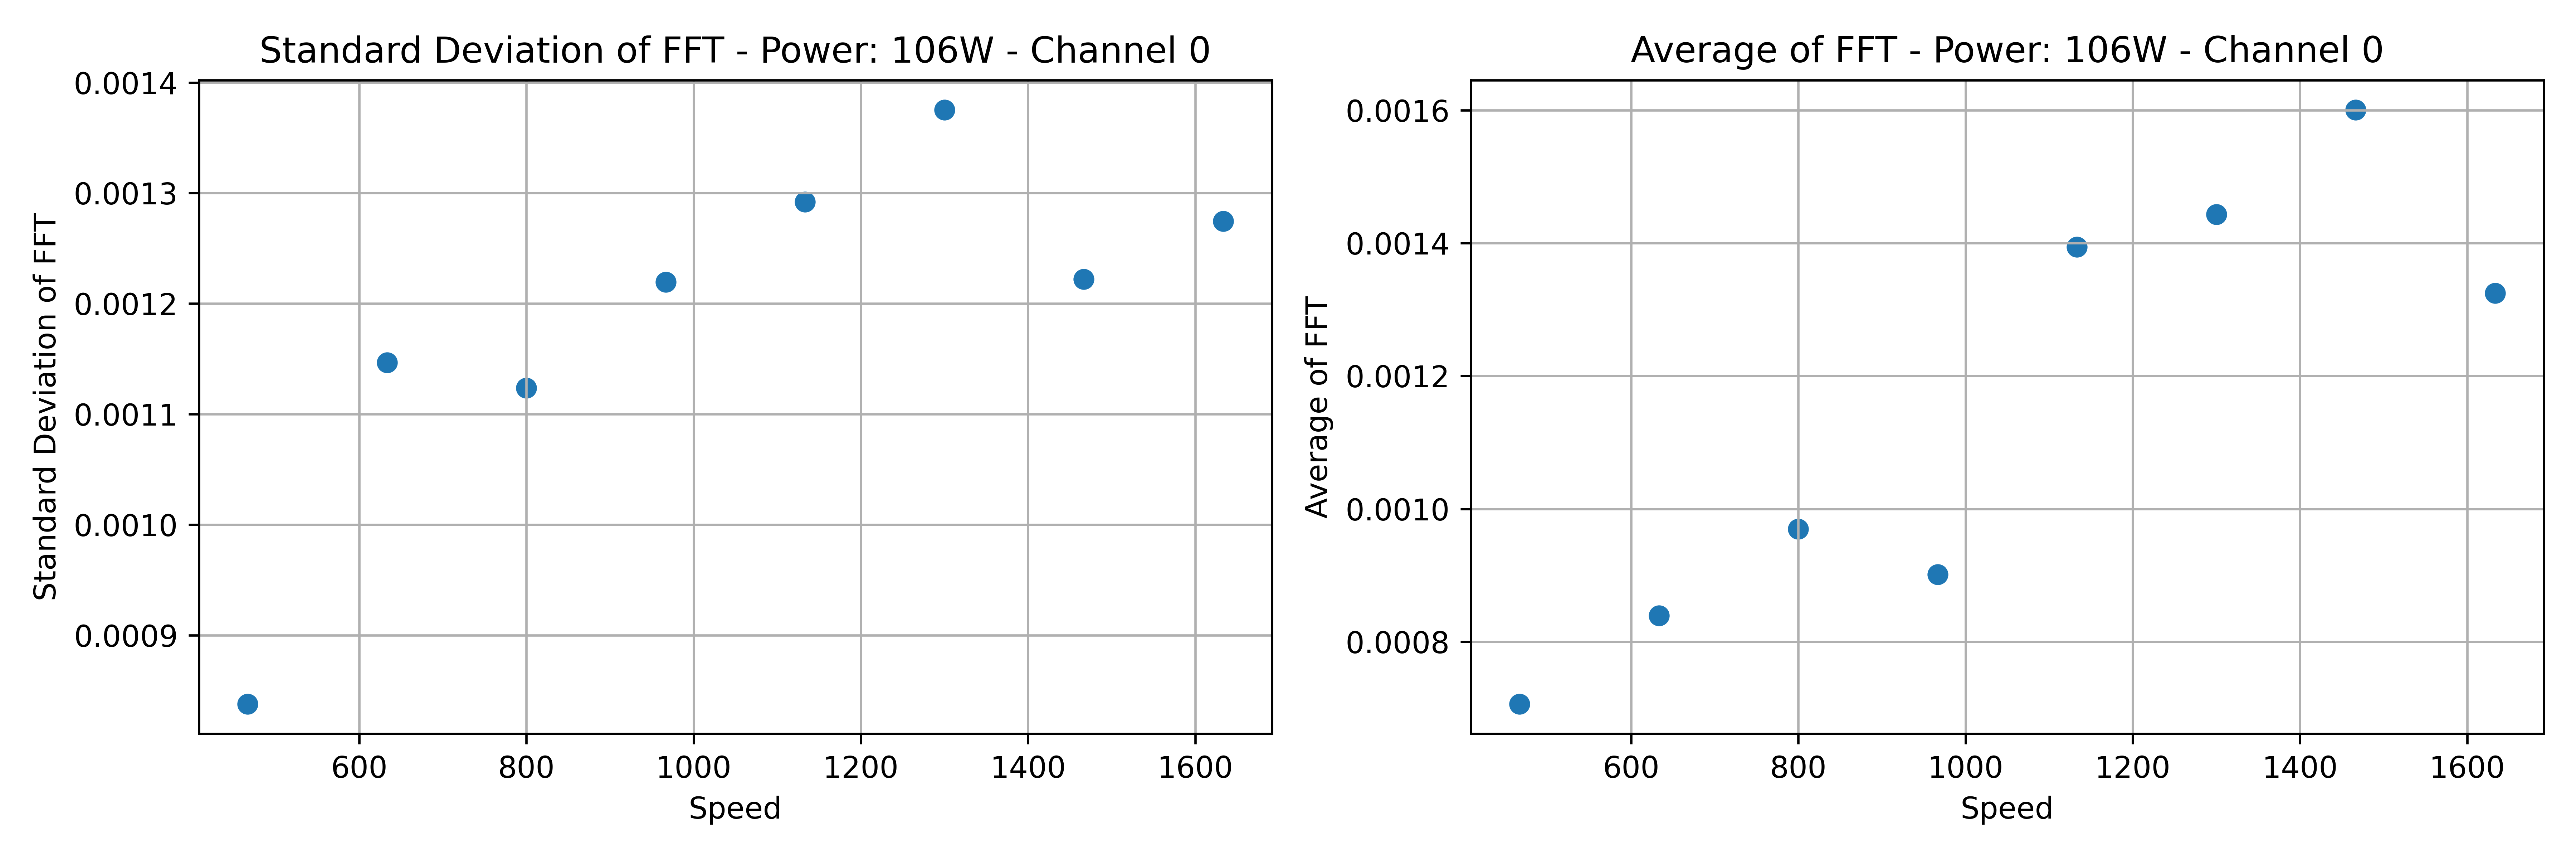 Standard Deviation of FFT - Power: 106W - Channel 0
0.0014
0.0013
0.0012
0.0011
0.0010
0.0009
Standard Deviation of FFT
600 800 1000 1200 1400 1600
Speed
Average of FFT - Power: 106W - Channel 0
0.0016
0.0014
0.0012
0.0010
0.0008
Average of FFT
600 800 1000 1200 1400 1600
Speed